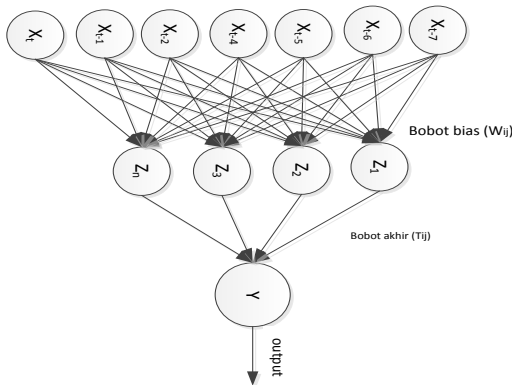 Xt
Xt-1
Xt-2
Xt-4
Xt-5
Xt-6
Xt-7
Bobot bias (Wij)
Zn
Z3
Z2
Z1
Bobot akhir (Tij)
Y
output